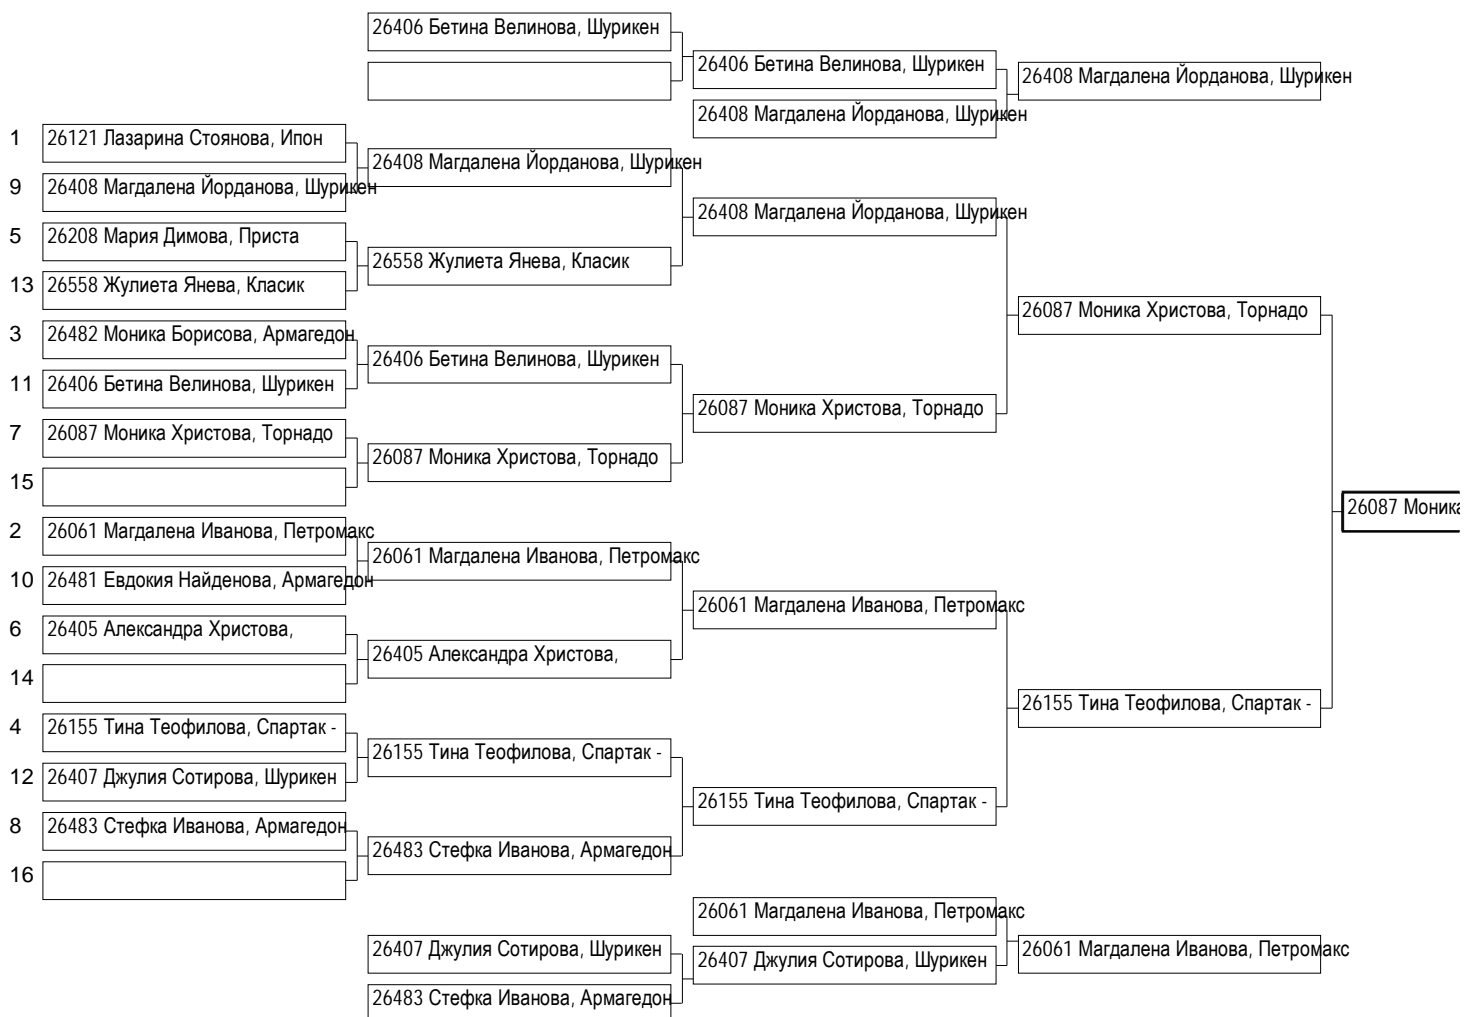 26406 Бетина Велинова, Шурикен
26406 Бетина Велинова, Шурикен
26408 Магдалена Йорданова, Шурикен
26408 Магдалена Йорданова, Шурикен
1 26121 Лазарина Стоянова, Ипон
26408 Магдалена Йорданова, Шурикен
9 26408 Магдалена Йорданова, Шурикен
26408 Магдалена Йорданова, Шурикен
5 26208 Мария Димова, Приста
26558 Жулиета Янева, Класик
13 26558 Жулиета Янева, Класик
26087 Моника Христова, Торнадо
3 26482 Моника Борисова, Армагедон
26406 Бетина Велинова, Шурикен
11 26406 Бетина Велинова, Шурикен
26087 Моника Христова, Торнадо
7 26087 Моника Христова, Торнадо
26087 Моника Христова, Торнадо
15
26087 Моника
2 26061 Магдалена Иванова, Петромакс
26061 Магдалена Иванова, Петромакс
10 26481 Евдокия Найденова, Армагедон
26061 Магдалена Иванова, Петромакс
6 26405 Александра Христова,
26405 Александра Христова,
14
26155 Тина Теофилова, Спартак -
4 26155 Тина Теофилова, Спартак -
26155 Тина Теофилова, Спартак -
12 26407 Джулия Сотирова, Шурикен
26155 Тина Теофилова, Спартак -
8 26483 Стефка Иванова, Армагедон
26483 Стефка Иванова, Армагедон
16
26061 Магдалена Иванова, Петромакс
26407 Джулия Сотирова, Шурикен
26407 Джулия Сотирова, Шурикен
26061 Магдалена Иванова, Петромакс
26483 Стефка Иванова, Армагедон